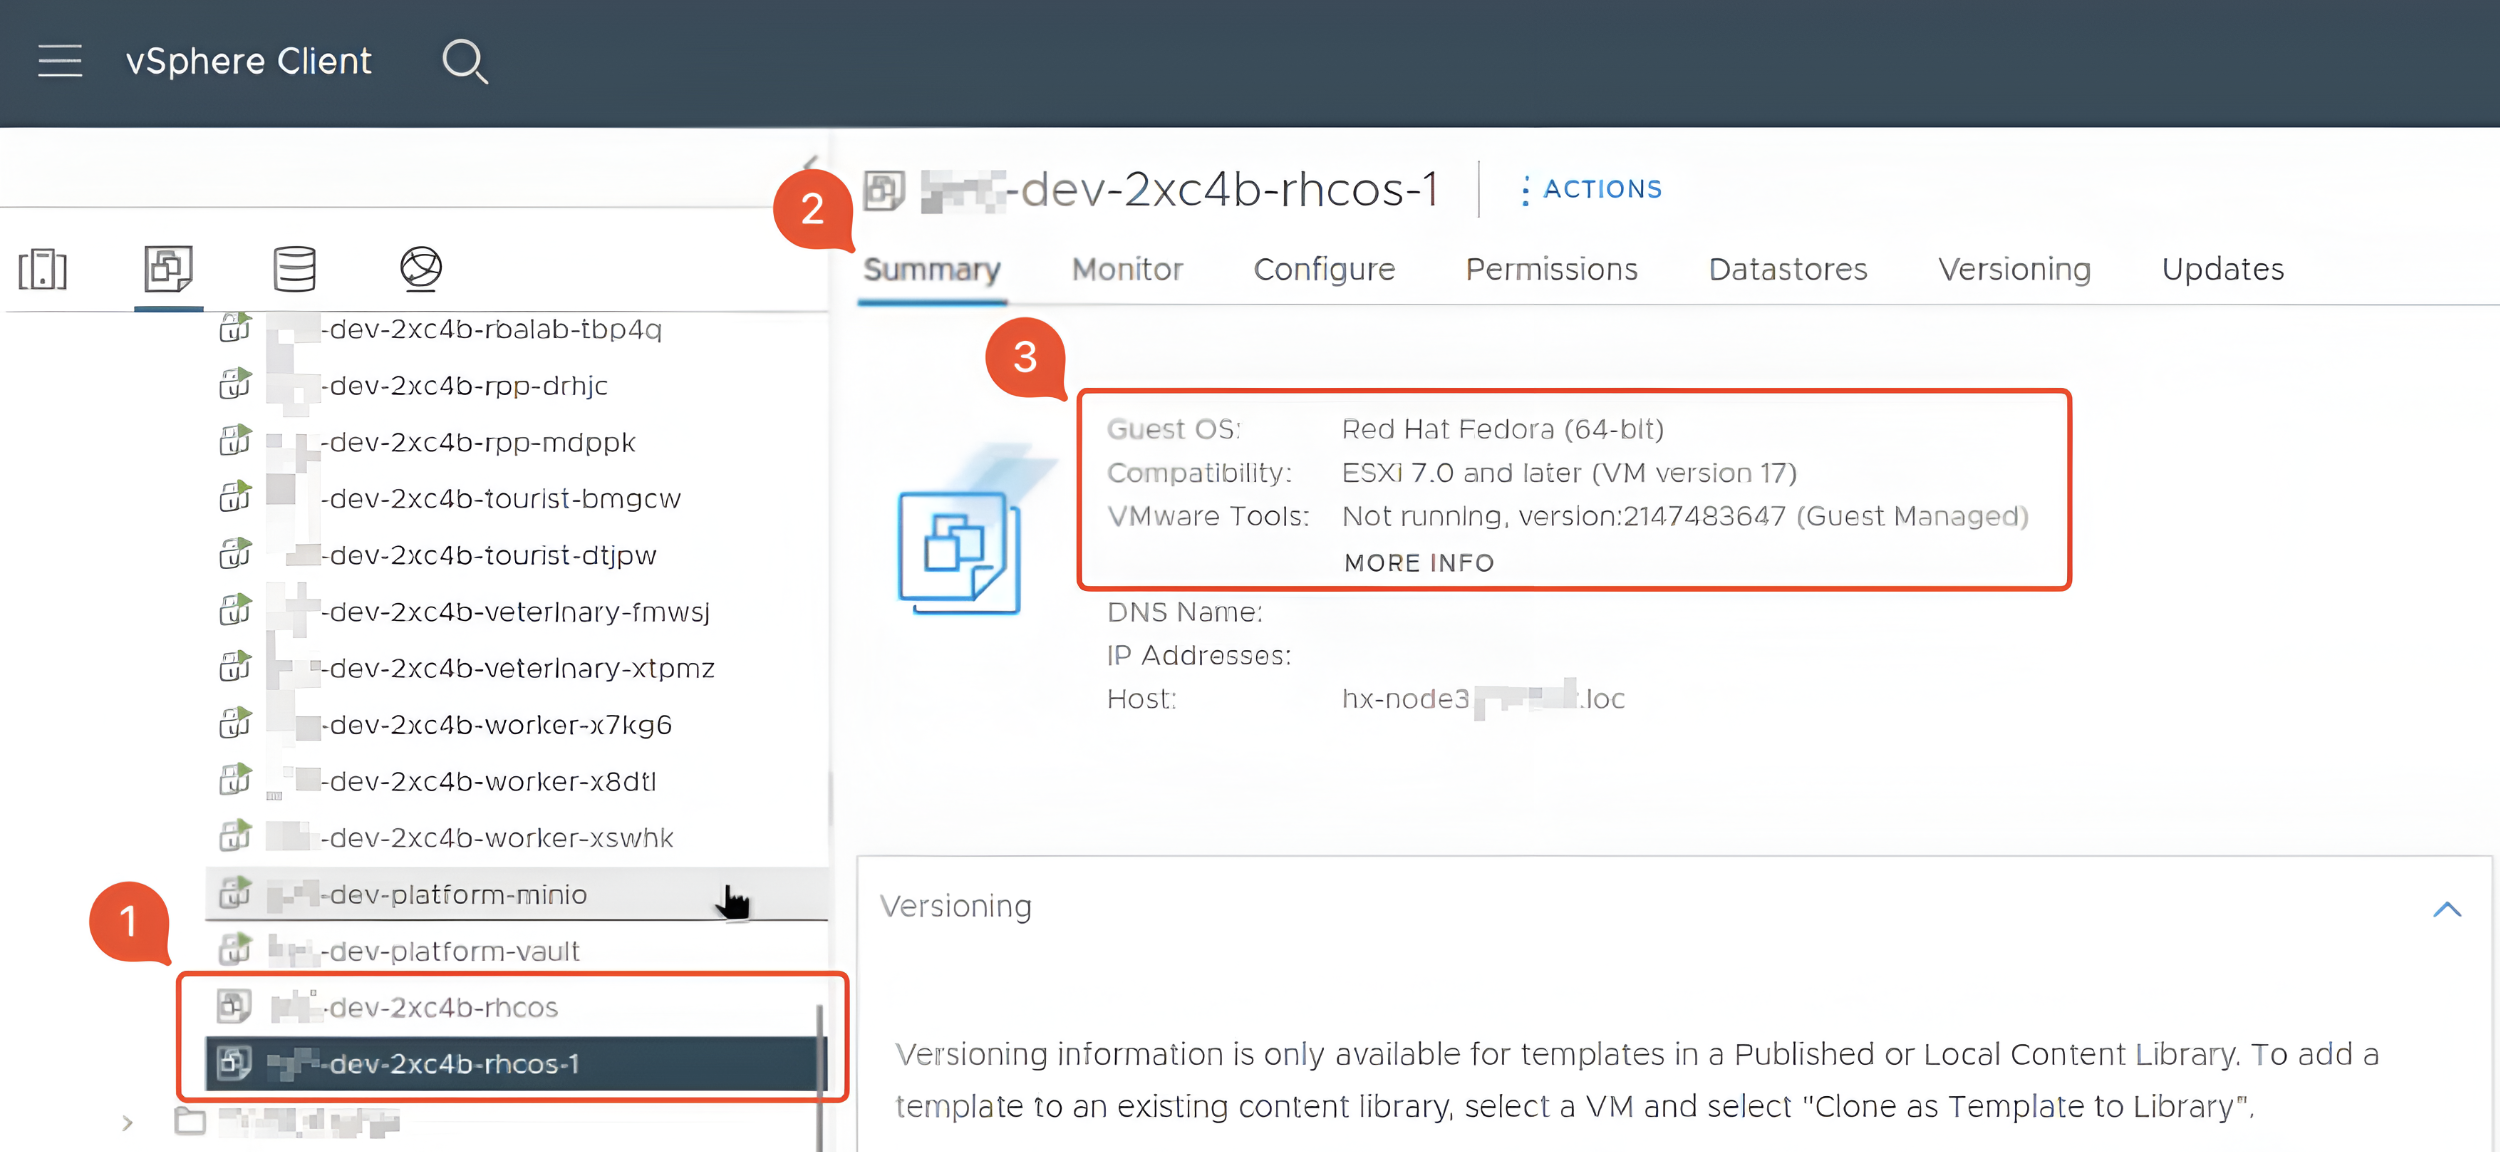 vSphere Client
2
-dev-2xc4b-rhcos-1
ACTIONS
Summary Monitor Configure Permissions Datastores Versioning Updates
-dev-2xc4b-rbalab-tbp4q
-dev-2xc4b-rpp-drhjc
-dev-2xc4b-rpp-mdppk
-dev-2xc4b-tourist-bmgcw
-dev-2xc4b-tourist-dtjpw
-dev-2xc4b-veterinary-fmwsj
-dev-2xc4b-veterinary-xtpmz
-dev-2xc4b-worker-x7kg6
-dev-2xc4b-worker-x8dtl
-dev-2xc4b-worker-xswhk
-dev-platform-minio
1
-dev-platform-vault
-dev-2xc4b-rhcos
-dev-2xc4b-rhcos-1
3
Guest OS: Red Hat Fedora (64-bit)
Compatibility: ESXi 7.0 and later (VM version 17)
VMware Tools: Not running, version:2147483647 (Guest Managed)
MORE INFO
DNS Name:
IP Addresses:
Host: hx-node3 .loc
Versioning
Versioning information is only available for templates in a Published or Local Content Library. To add a
template to an existing content library, select a VM and select "Clone as Template to Library".